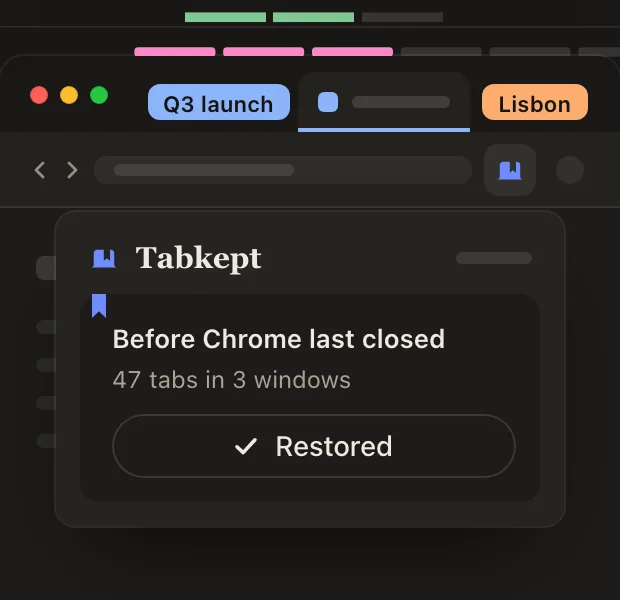 Q3 launch
Lisbon
Tabkept
Before Chrome last closed
47 tabs in 3 windows
Restored